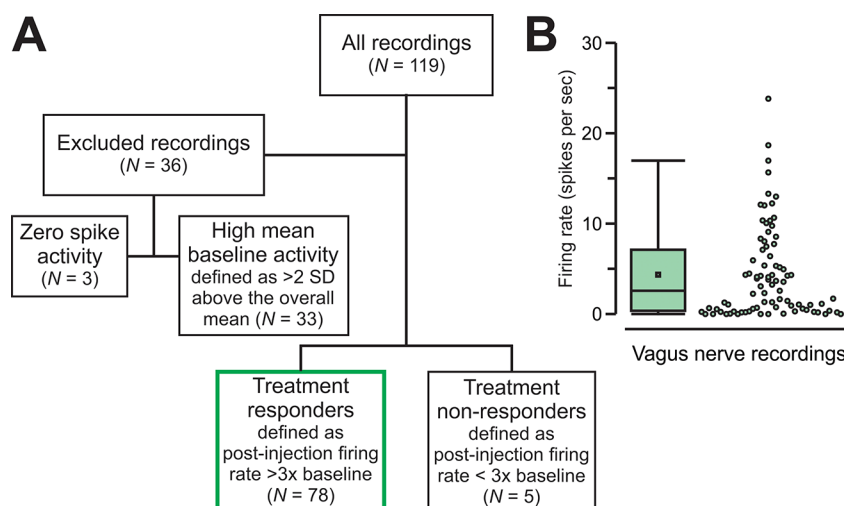 A
All recordings
(N = 119)
Excluded recordings
(N = 36)
Zero spike
activity
(N = 3)
High mean
baseline activity
defined as >2 SD
above the overall
mean (N = 33)
Treatment
responders
defined as
post-injection firing
rate >3x baseline
(N = 78)
Treatment
non-responders
defined as
post-injection firing
rate < 3x baseline
(N = 5)
B
Firing rate (spikes per sec)
30
20
10
0
Vagus nerve recordings